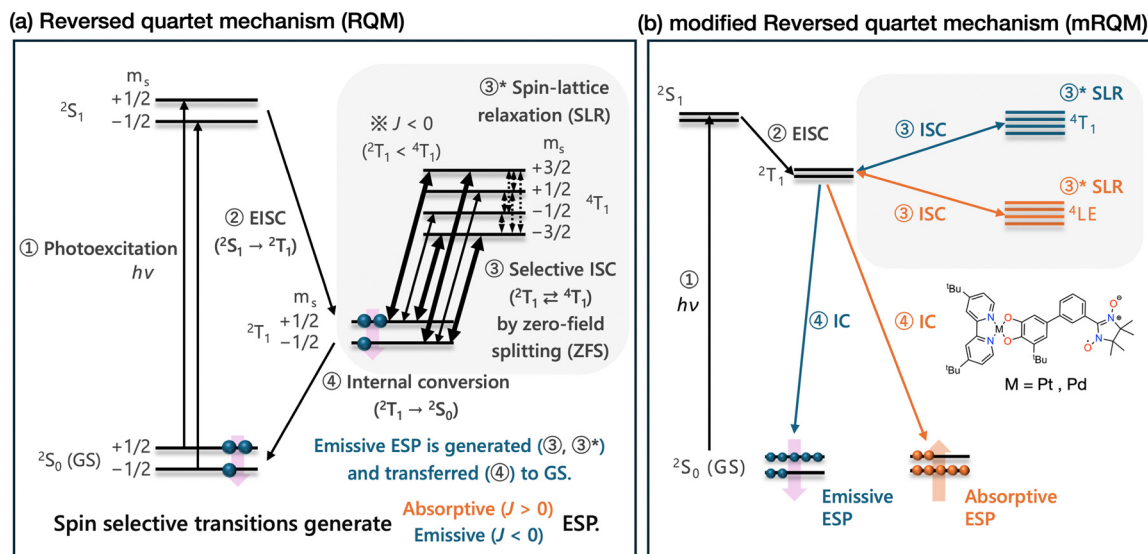 (a) Reversed quartet mechanism (RQM)
mₛ
²S₁
+1/2
−1/2
① Photoexcitation
hν
② EISC
(²S₁ → ²T₁)
※ J < 0
(²T₁ < ⁴T₁)
③* Spin-lattice
relaxation (SLR)
mₛ
+3/2
+1/2
−1/2
−3/2
⁴T₁
③ Selective ISC
(²T₁ ⇄ ⁴T₁)
by zero-field
splitting (ZFS)
mₛ
²T₁
+1/2
−1/2
④ Internal conversion
(²T₁ → ²S₀)
²S₀ (GS)
+1/2
−1/2
Emissive ESP is generated (③, ③*)
and transferred (④) to GS.
Spin selective transitions generate Absorptive (J > 0) ESP.
Emissive (J < 0)
(b) modified Reversed quartet mechanism (mRQM)
²S₁
② EISC
²T₁
③ ISC
③* SLR
⁴T₁
③ ISC
③* SLR
⁴LE
①
hν
④ IC
④ IC
ᵗBu
ᵗBu
N
N
M
O
O
ᵗBu
N
O
⊖
⊕
N
O
M = Pt , Pd
²S₀ (GS)
Emissive
ESP
Absorptive
ESP